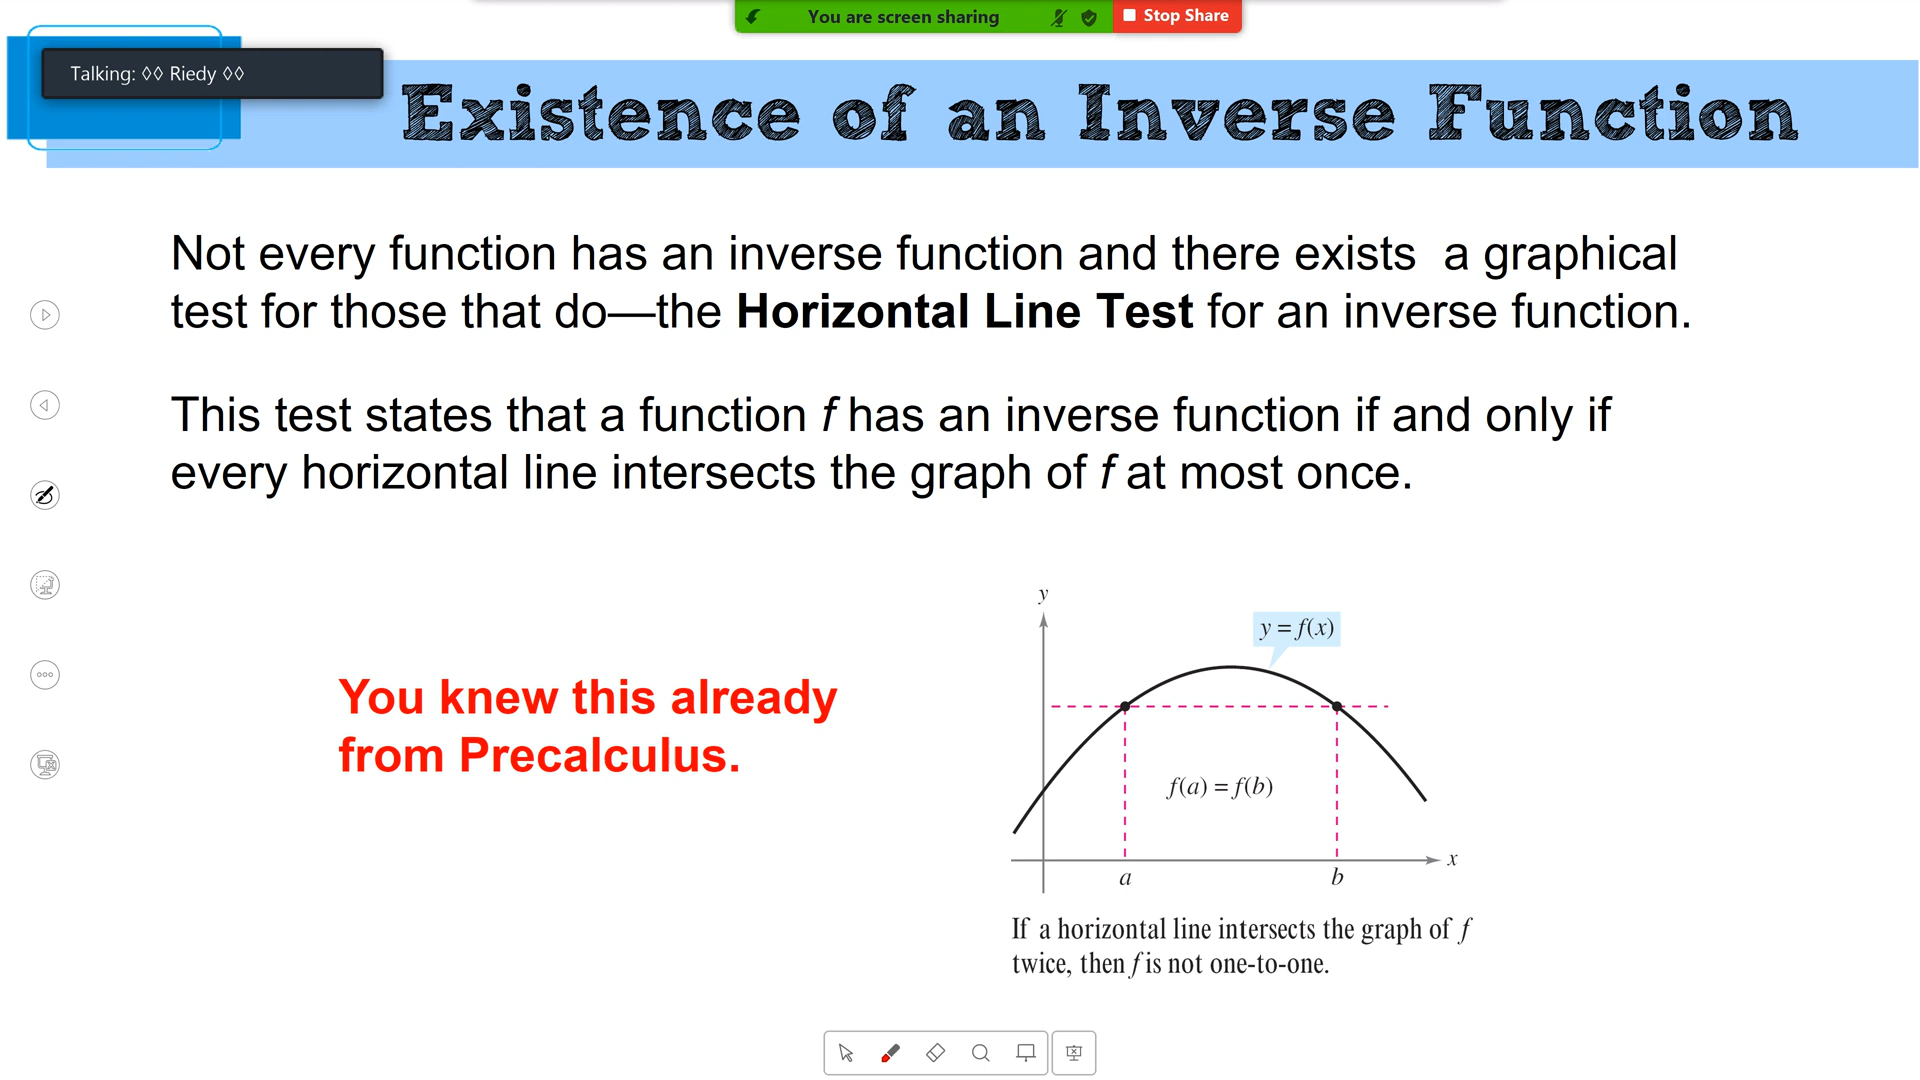 You are screen sharing
Stop Share
Talking: ◊◊ Riedy ◊◊
Existence of an Inverse Function
Not every function has an inverse function and there exists a graphical
test for those that do—the Horizontal Line Test for an inverse function.
This test states that a function f has an inverse function if and only if
every horizontal line intersects the graph of f at most once.
You knew this already
from Precalculus.
y
y = f(x)
f(a) = f(b)
x
a
b
If a horizontal line intersects the graph of f
twice, then f is not one-to-one.